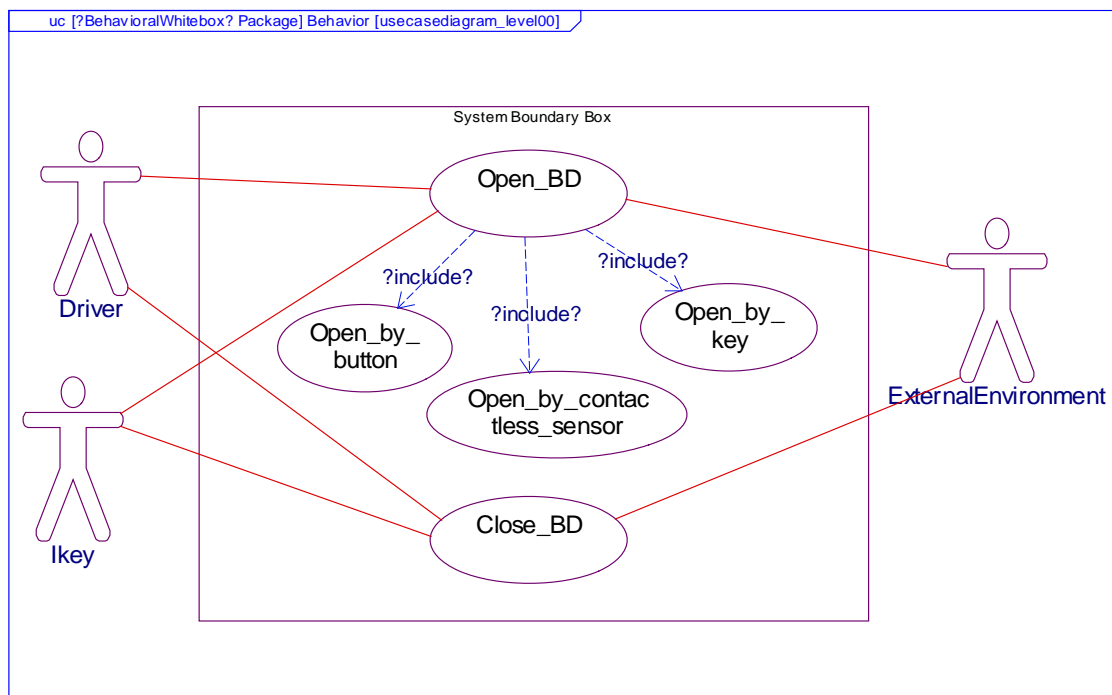 uc [?BehavioralWhitebox? Package] Behavior [usecasediagram_level00]
System Boundary Box
Open_BD
?include?
?include?
?include?
Driver
Open_by_
button
Open_by_
key
Open_by_contac
tless_sensor
ExternalEnvironment
Close_BD
Ikey